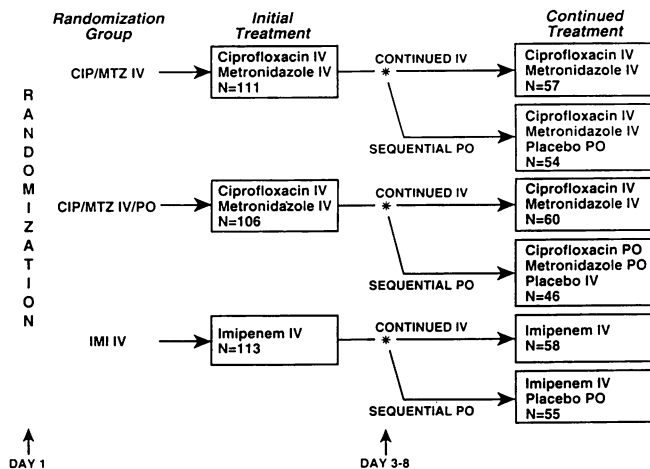 Randomization
Group
Initial
Treatment
Continued
Treatment
RANDOMIZATION
CIP/MTZ IV
Ciprofloxacin IV
Metronidazole IV
N=111
*
CONTINUED IV
Ciprofloxacin IV
Metronidazole IV
N=57
SEQUENTIAL PO
Ciprofloxacin IV
Metronidazole IV
Placebo PO
N=54
CIP/MTZ IV/PO
Ciprofloxacin IV
Metronidazole IV
N=106
*
CONTINUED IV
Ciprofloxacin IV
Metronidazole IV
N=60
SEQUENTIAL PO
Ciprofloxacin PO
Metronidazole PO
Placebo IV
N=46
IMI IV
Imipenem IV
N=113
*
CONTINUED IV
Imipenem IV
N=58
SEQUENTIAL PO
Imipenem IV
Placebo PO
N=55
DAY 1
DAY 3-8